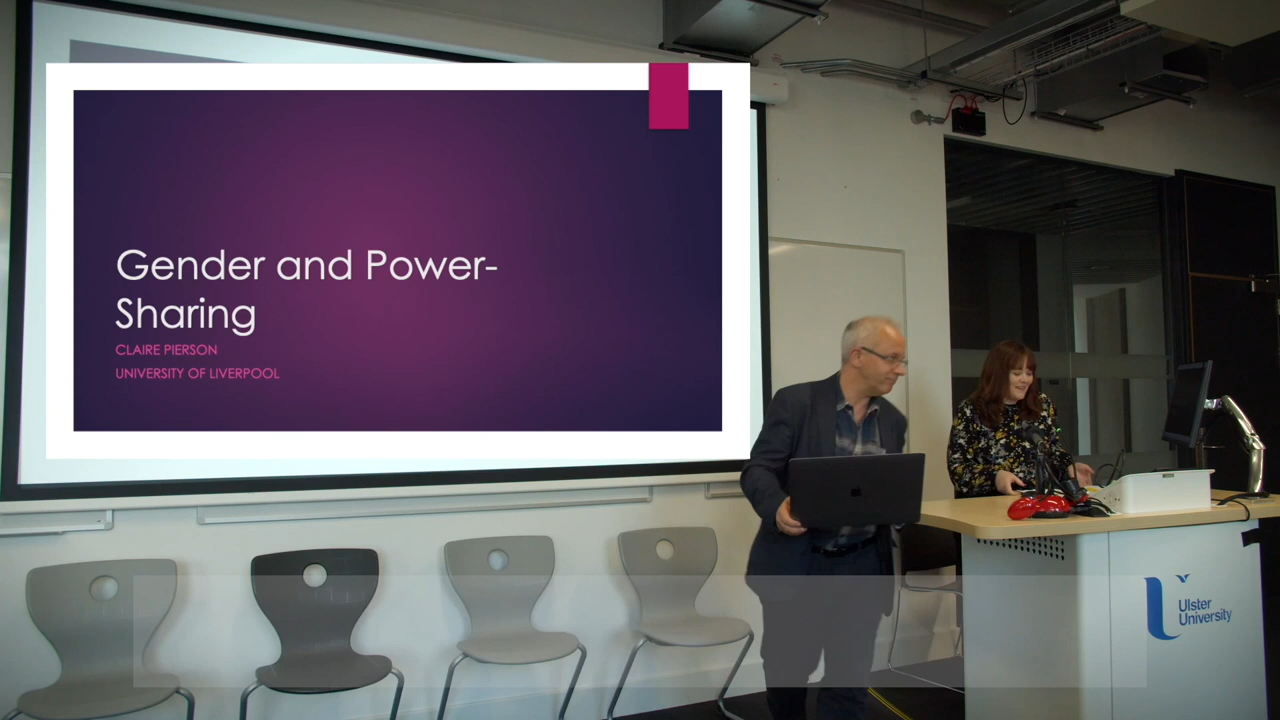 Gender and Power-
Sharing
CLAIRE PIERSON
UNIVERSITY OF LIVERPOOL
Ulster
University